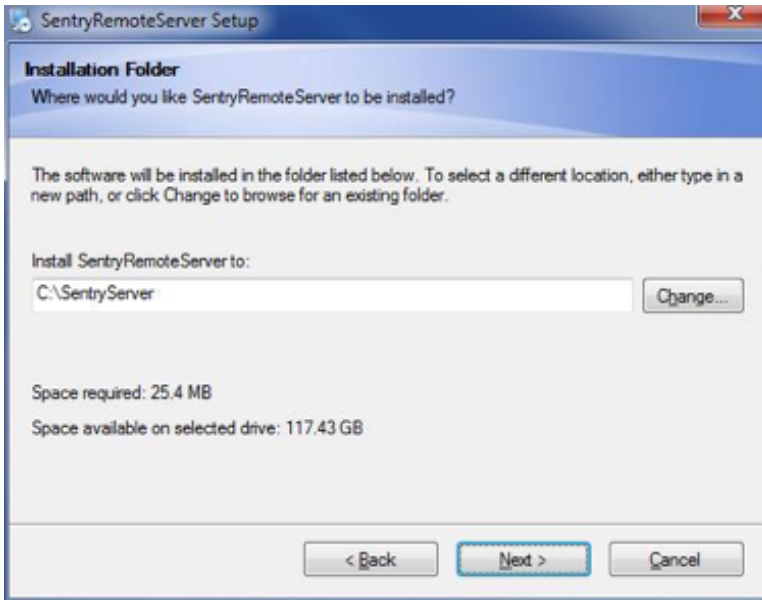 SentryRemoteServer Setup
Installation Folder
Where would you like SentryRemoteServer to be installed?
The software will be installed in the folder listed below. To select a different location, either type in a
new path, or click Change to browse for an existing folder.
Install SentryRemoteServer to:
C:\SentryServer
Change...
Space required: 25.4 MB
Space available on selected drive: 117.43 GB
< Back
Next >
Cancel